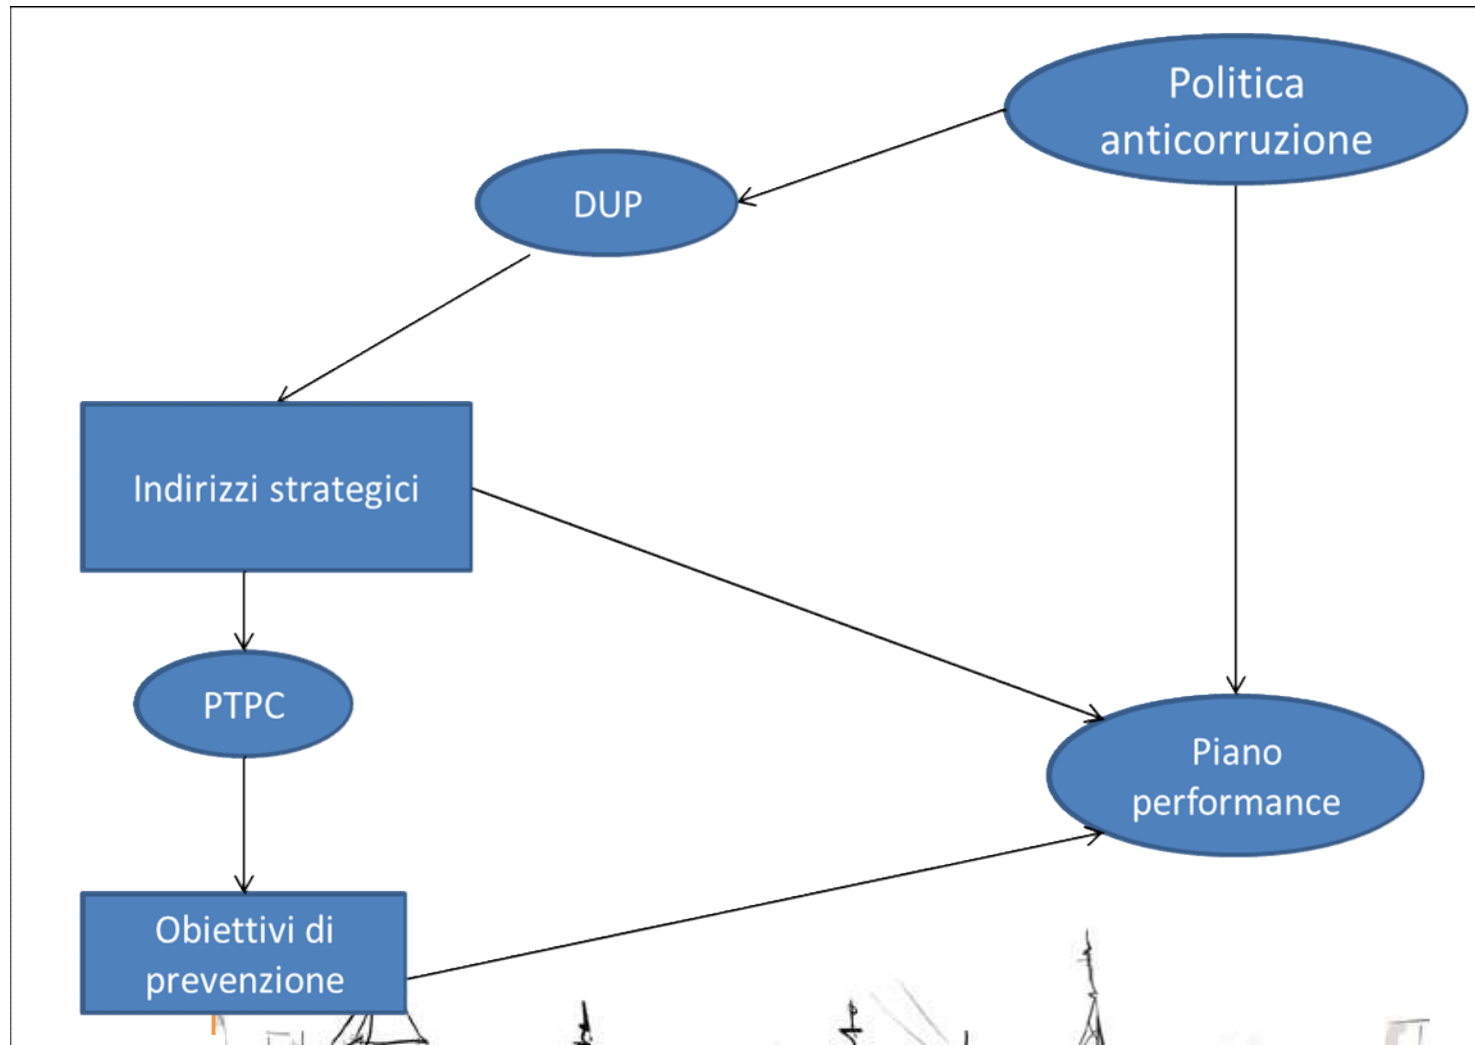 Politica
anticorruzione
DUP
Indirizzi strategici
PTPC
Piano
performance
Obiettivi di
prevenzione